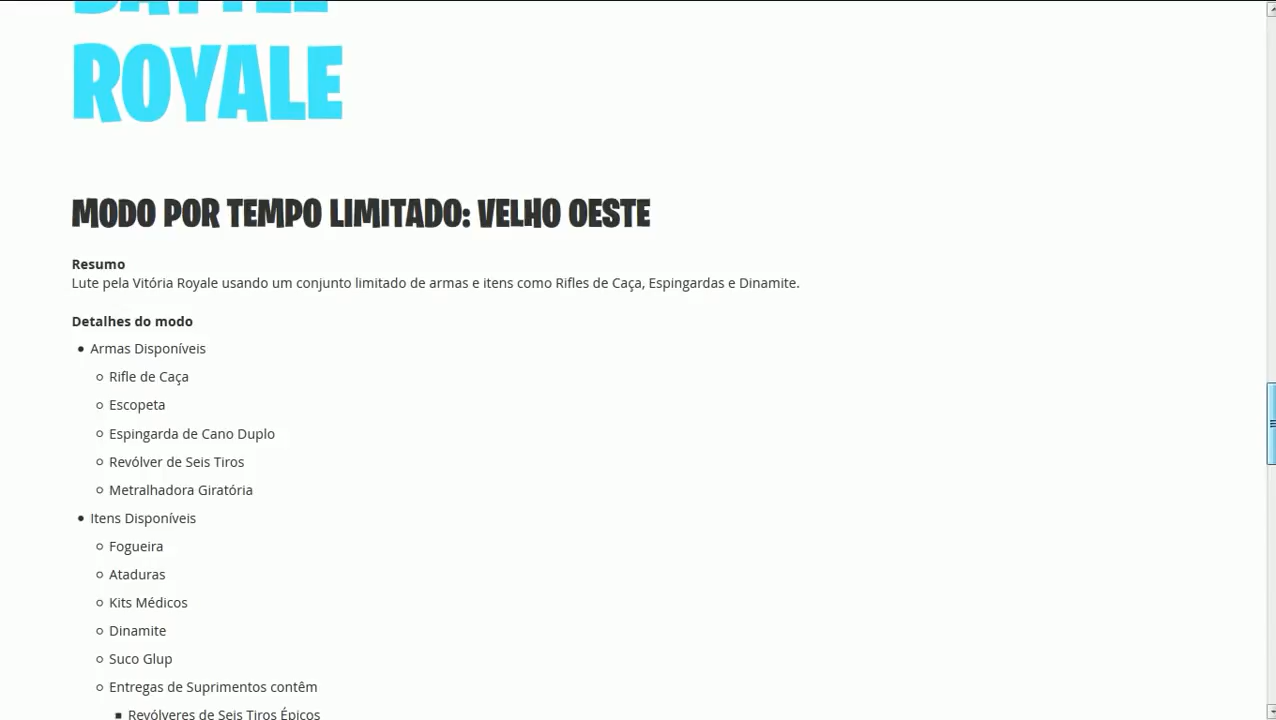 BATTLE
ROYALE
MODO POR TEMPO LIMITADO: VELHO OESTE
Resumo
Lute pela Vitória Royale usando um conjunto limitado de armas e itens como Rifles de Caça, Espingardas e Dinamite.
Detalhes do modo
Armas Disponíveis
Rifle de Caça
Escopeta
Espingarda de Cano Duplo
Revólver de Seis Tiros
Metralhadora Giratória
Itens Disponíveis
Fogueira
Ataduras
Kits Médicos
Dinamite
Suco Glup
Entregas de Suprimentos contêm
Revólveres de Seis Tiros Épicos